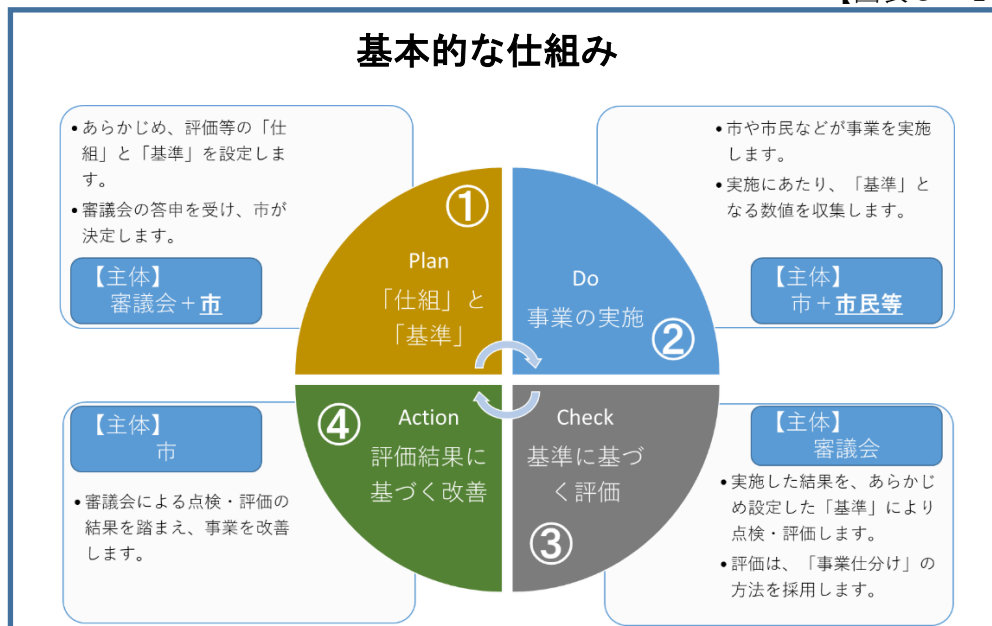 基本的な仕組み
• あらかじめ、評価等の「仕
組」と「基準」を設定しま
す。
• 審議会の答申を受け、市が
決定します。
【主体】
審議会＋市
①
Plan
「仕組」と
「基準」
• 市や市民などが事業を実施
します。
• 実施にあたり、「基準」と
なる数値を収集します。
【主体】
市＋市民等
Do
事業の実施
②
【主体】
審議会
• 実施した結果を、あらかじ
め設定した「基準」により
点検・評価します。
• 評価は、「事業仕分け」の
方法を採用します。
Check
基準に基づ
く評価
③
【主体】
市
• 審議会による点検・評価の
結果を踏まえ、事業を改善
します。
④
Action
評価結果に
基づく改善